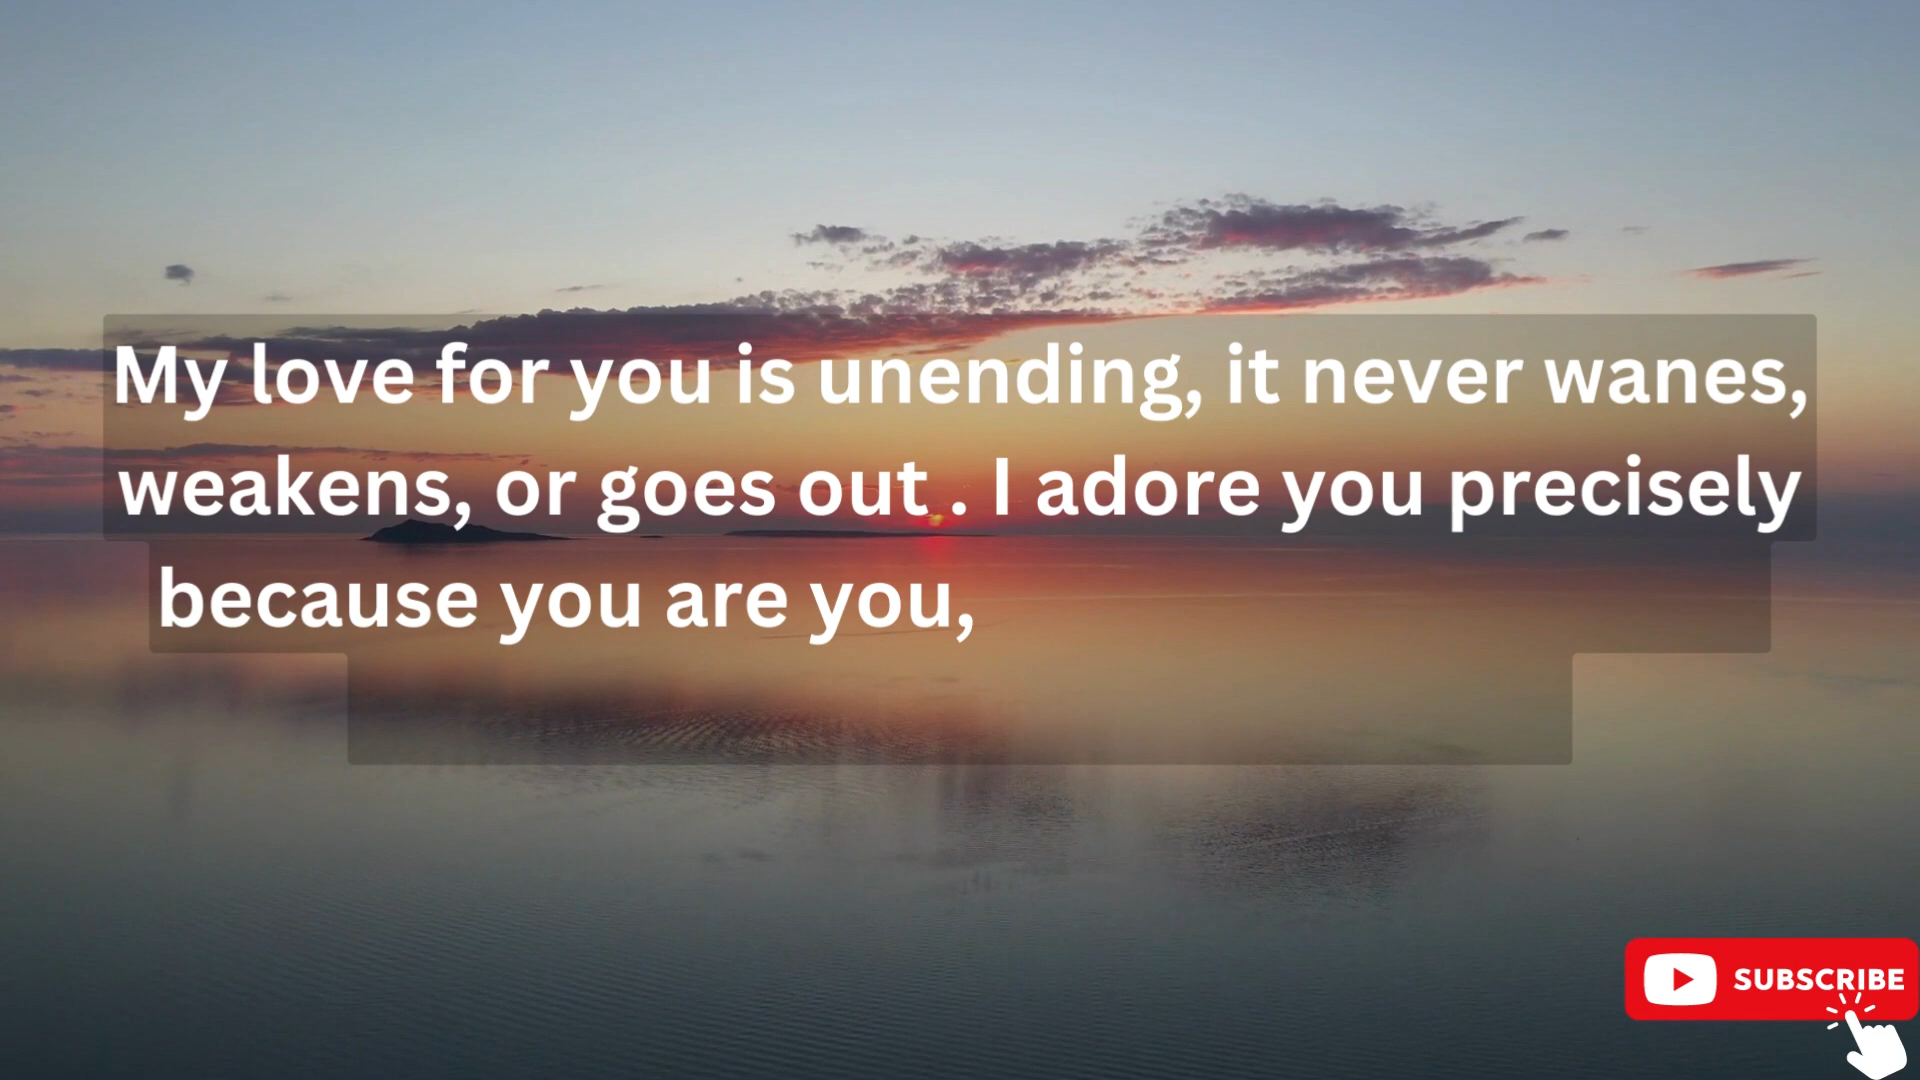 My love for you is unending, it never wanes,
weakens, or goes out . I adore you precisely
because you are you,
SUBSCRIBE